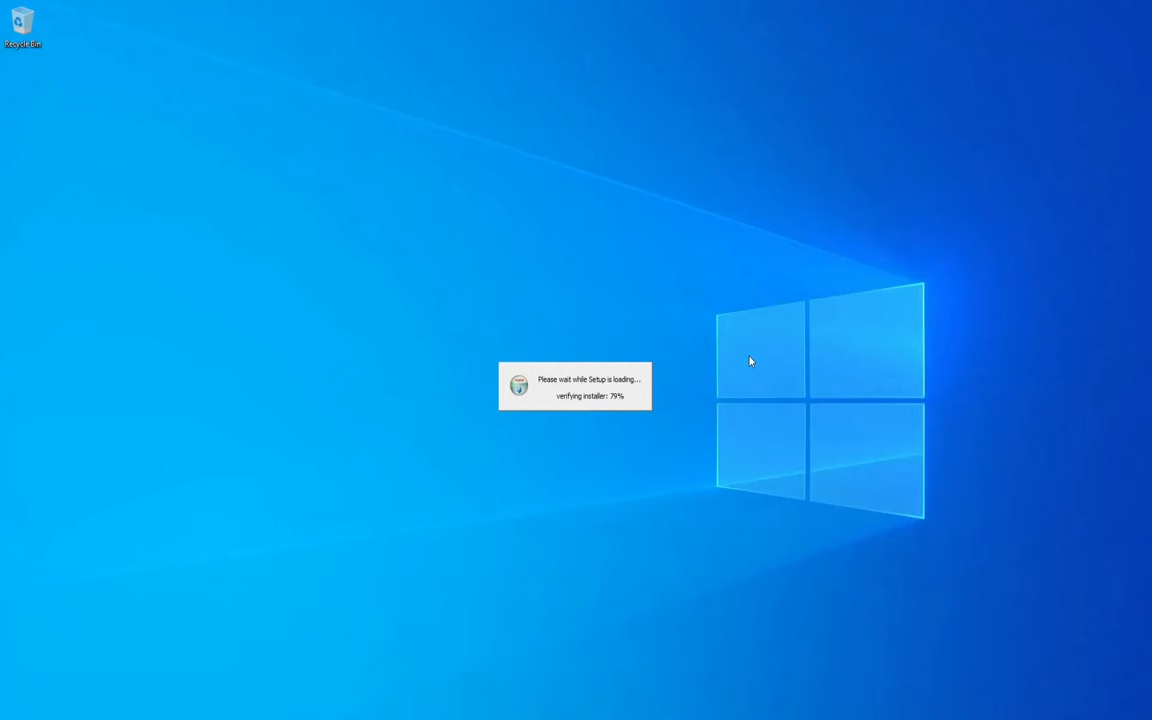 Recycle Bin
Please wait while Setup is loading...
verifying installer: 79%